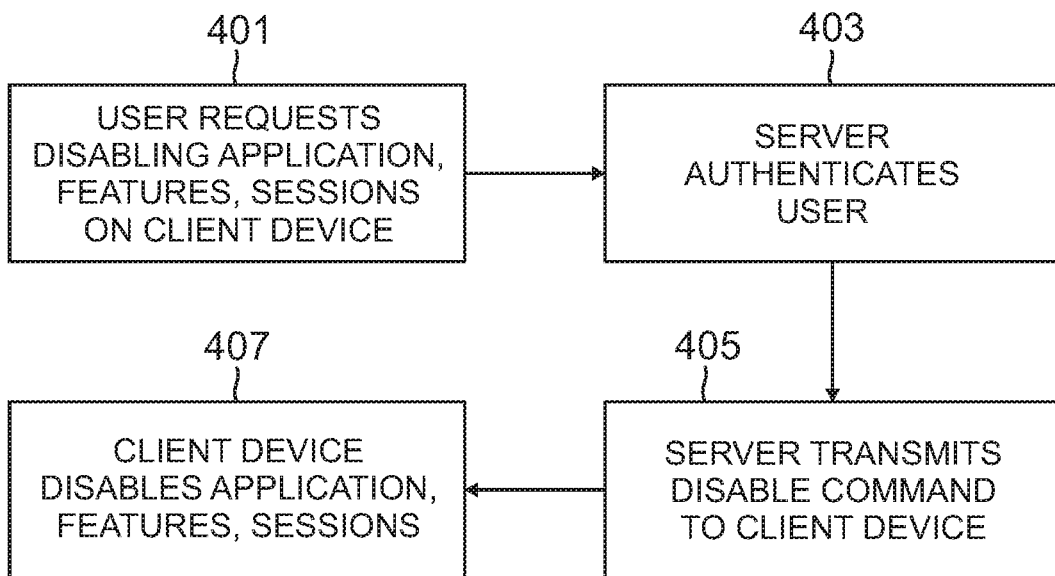 401
USER REQUESTS
DISABLING APPLICATION,
FEATURES, SESSIONS
ON CLIENT DEVICE
403
SERVER
AUTHENTICATES
USER
405
SERVER TRANSMITS
DISABLE COMMAND
TO CLIENT DEVICE
407
CLIENT DEVICE
DISABLES APPLICATION,
FEATURES, SESSIONS